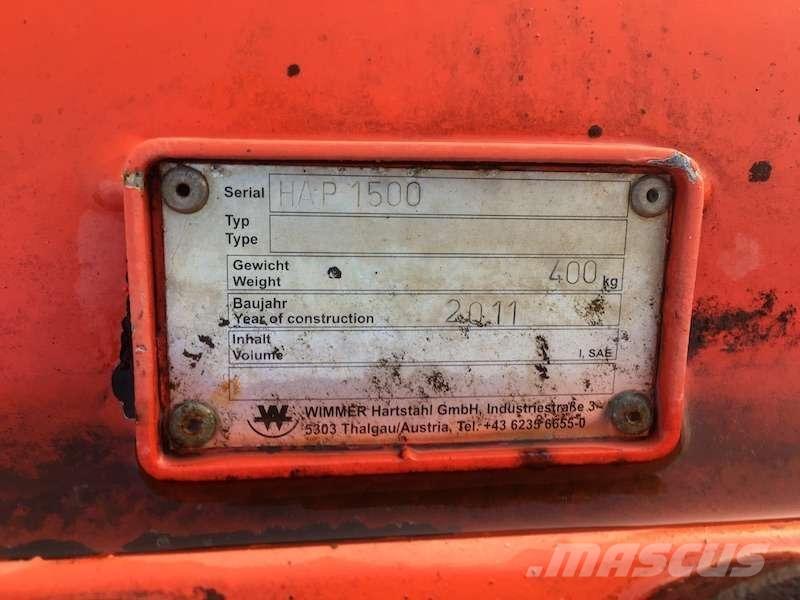 Serial HAP 1500
Typ
Type
Gewicht
Weight 400 kg
Baujahr
Year of construction 2011
Inhalt
Volume l, SAE
W WIMMER Hartstahl GmbH, Industriestraße 3
5303 Thalgau/Austria, Tel. +43 6235 6655-0
MASCUS